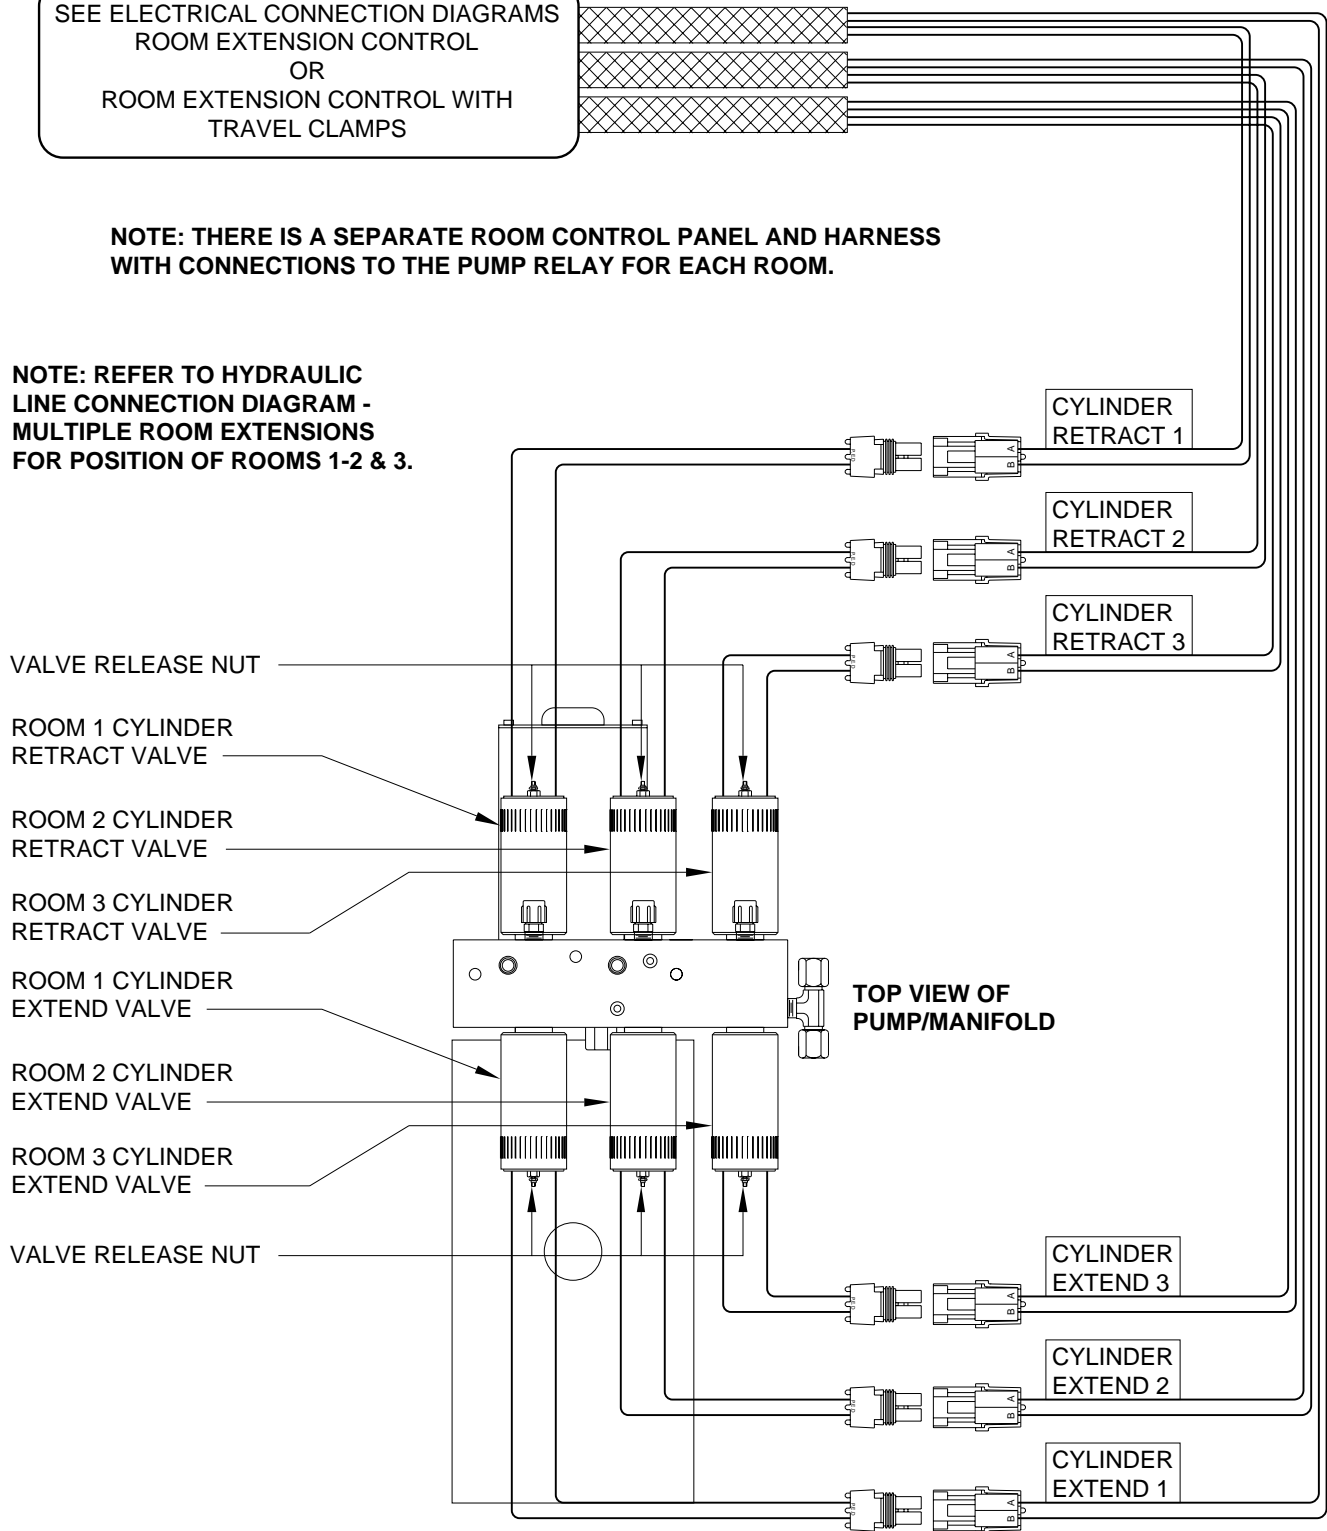 SEE ELECTRICAL CONNECTION DIAGRAMS
ROOM EXTENSION CONTROL
OR
ROOM EXTENSION CONTROL WITH
TRAVEL CLAMPS
NOTE: THERE IS A SEPARATE ROOM CONTROL PANEL AND HARNESS
WITH CONNECTIONS TO THE PUMP RELAY FOR EACH ROOM.
NOTE: REFER TO HYDRAULIC
LINE CONNECTION DIAGRAM -
MULTIPLE ROOM EXTENSIONS
FOR POSITION OF ROOMS 1-2 & 3.
CYLINDER
RETRACT 1
A
B
CYLINDER
RETRACT 2
A
B
CYLINDER
RETRACT 3
A
B
VALVE RELEASE NUT
ROOM 1 CYLINDER
RETRACT VALVE
ROOM 2 CYLINDER
RETRACT VALVE
ROOM 3 CYLINDER
RETRACT VALVE
ROOM 1 CYLINDER
EXTEND VALVE
TOP VIEW OF
PUMP/MANIFOLD
ROOM 2 CYLINDER
EXTEND VALVE
ROOM 3 CYLINDER
EXTEND VALVE
VALVE RELEASE NUT
CYLINDER
EXTEND 3
A
B
CYLINDER
EXTEND 2
A
B
CYLINDER
EXTEND 1
A
B